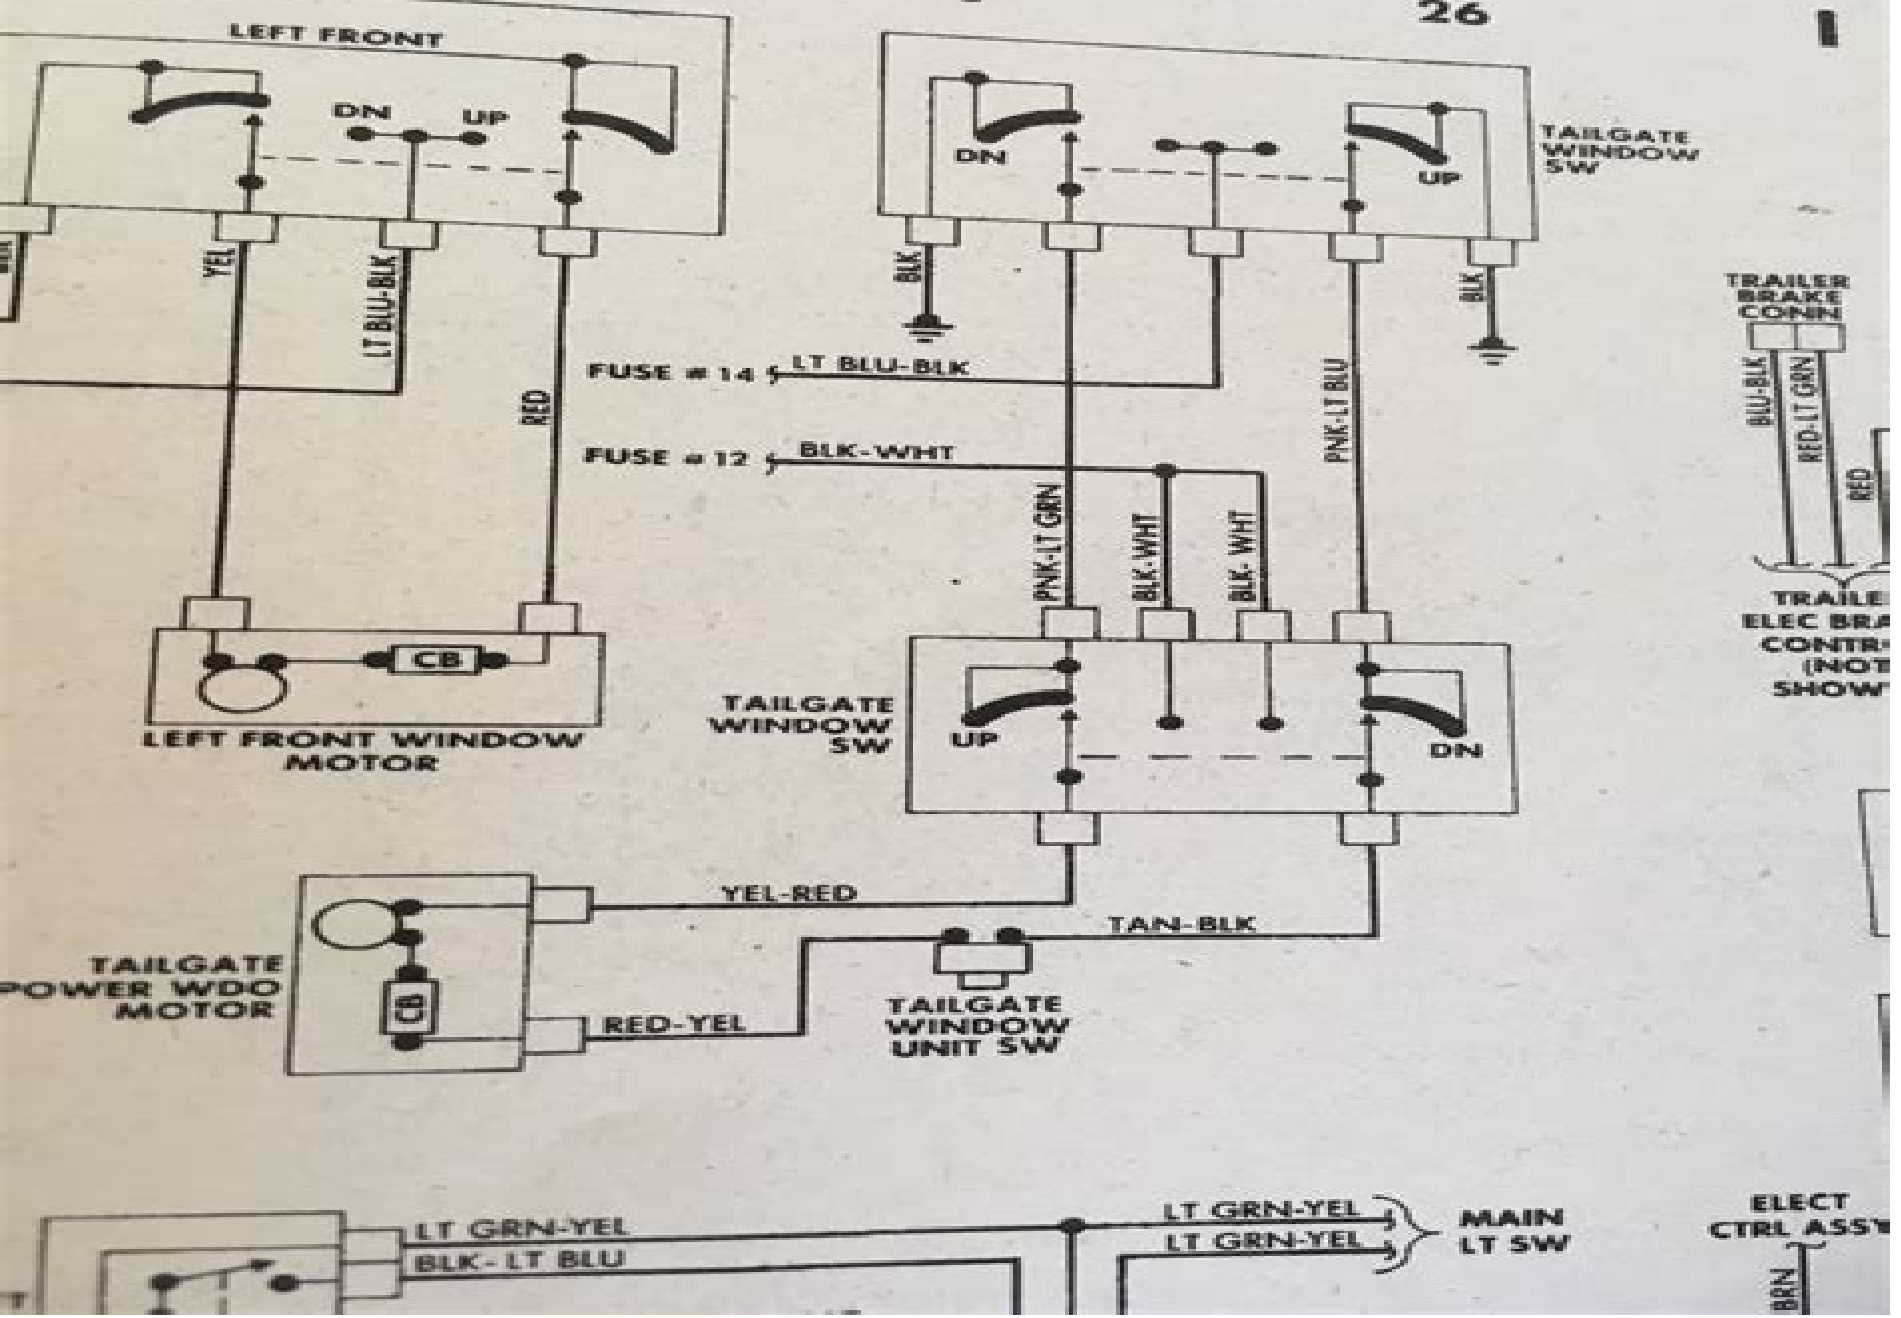 26
LEFT FRONT
DN
UP
DN
UP
TAILGATE
WINDOW
SW
YEL
LT BLU-BLK
RED
BLK
BLK
FUSE # 14
LT BLU-BLK
FUSE # 12
BLK-WHT
PNK-LT BLU
PNK-LT GRN
BLK-WHT
BLK-WHT
TRAILER
BRAKE
CONN
BLU-BLK
RED-LT GRN
RED
ELEC
CB
LEFT FRONT WINDOW
MOTOR
TAILGATE
WINDOW
SW
UP
DN
YEL-RED
TAN-BLK
TAILGATE
POWER WDO
MOTOR
CB
RED-YEL
TAILGATE
WINDOW
UNIT SW
LT GRN-YEL
BLK-LT BLU
LT GRN-YEL
LT GRN-YEL
MAIN
LT SW
ELECT
CTRL ASSY
BRN